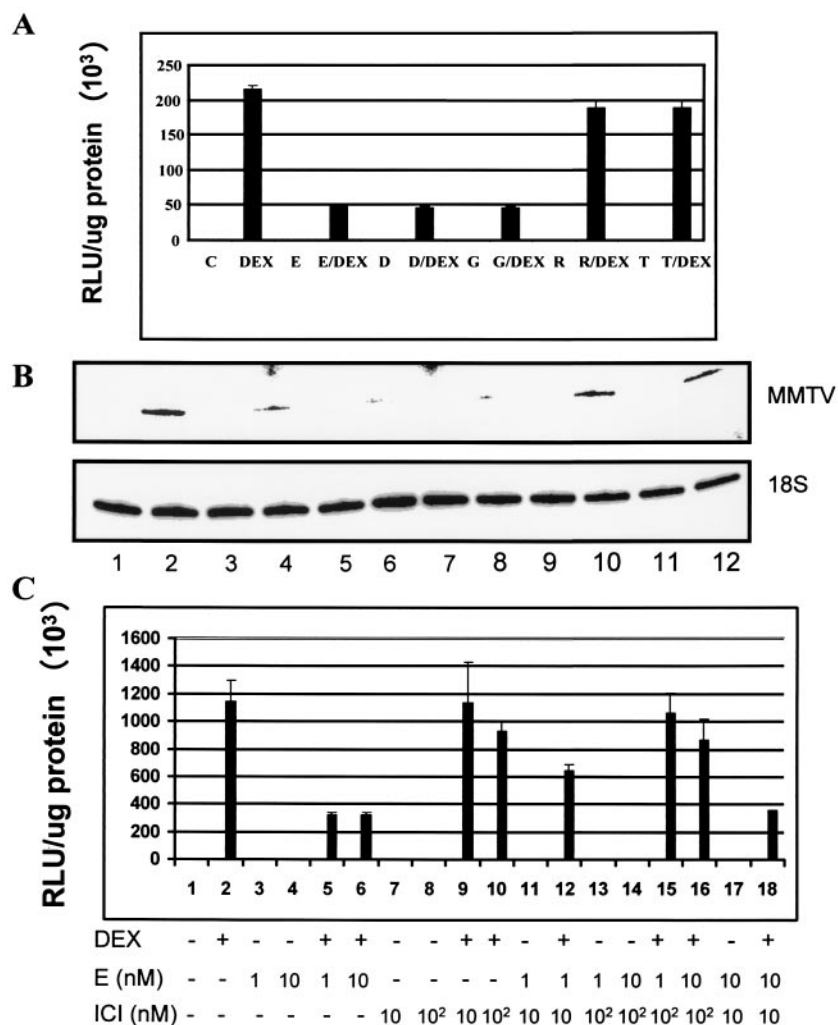 A
RLU/ug protein (10³)
250
200
150
100
50
0
C DEX E E/DEX D D/DEX G G/DEX R R/DEX T T/DEX
B
MMTV
18S
1 2 3 4 5 6 7 8 9 10 11 12
C
RLU/ug protein (10³)
1600
1400
1200
1000
800
600
400
200
0
1 2 3 4 5 6 7 8 9 10 11 12 13 14 15 16 17 18
DEX - + - - + + - - + + - + - - + + - +
E (nM) - - 1 10 1 10 - - - - 1 1 1 10 1 10 10 10
ICI (nM) - - - - - - 10 10² 10 10² 10 10 10² 10² 10² 10² 10 10